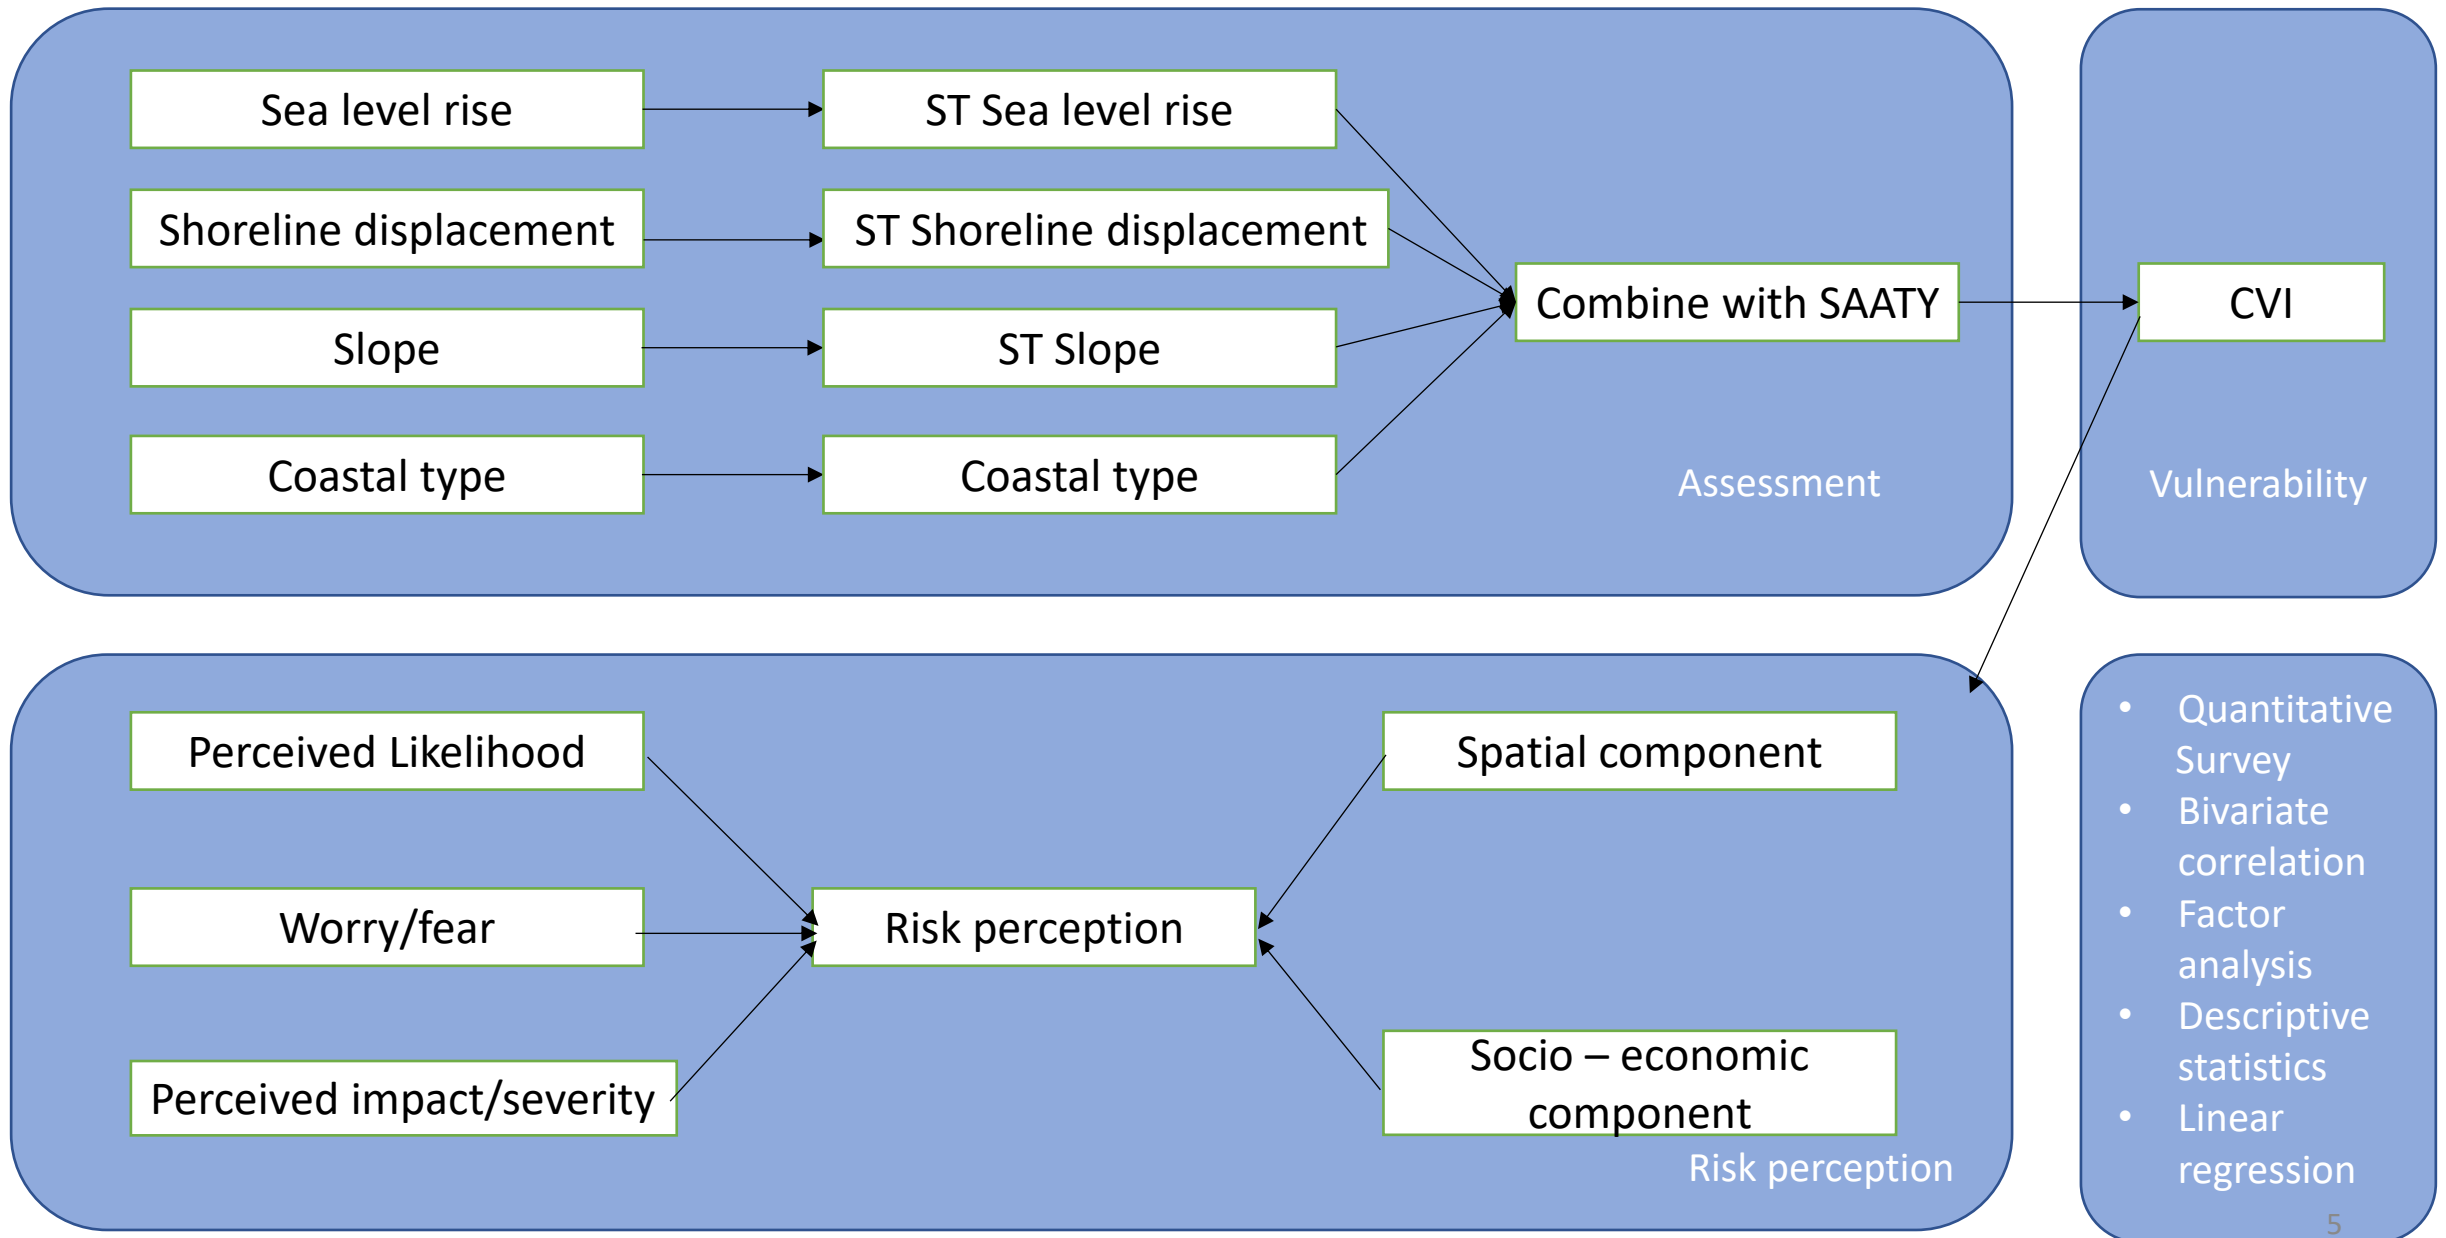 Sea level rise
ST Sea level rise
Shoreline displacement
ST Shoreline displacement
Combine with SAATY
CVI
Slope
ST Slope
Coastal type
Coastal type
Assessment
Vulnerability
Perceived Likelihood
Spatial component
Worry/fear
Risk perception
Perceived impact/severity
Socio – economic
component
Risk perception
• Quantitative
Survey
• Bivariate
correlation
• Factor
analysis
• Descriptive
statistics
• Linear
regression
5